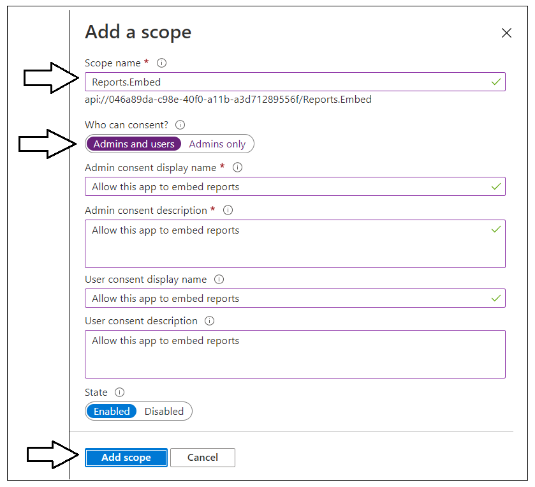 Add a scope
Scope name *
Reports.Embed
api://046a89da-c98e-40f0-a11b-a3d71289556f/Reports.Embed
Who can consent?
Admins and users Admins only
Admin consent display name *
Allow this app to embed reports
Admin consent description *
Allow this app to embed reports
User consent display name
Allow this app to embed reports
User consent description
Allow this app to embed reports
State
Enabled Disabled
Add scope Cancel